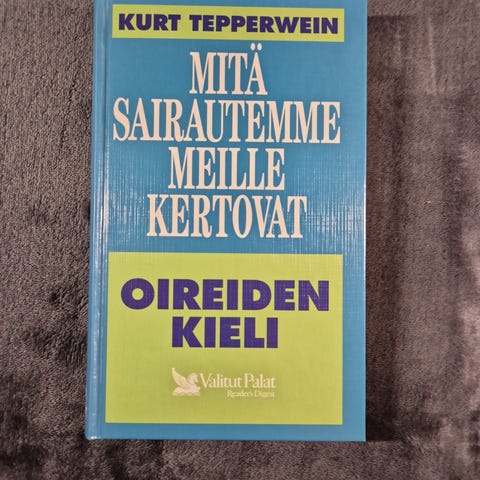 KURT TEPPERWEIN
MITÄ
SAIRAUTEMME
MEILLE
KERTOVAT
OIREIDEN
KIELI
Valitut Palat
Reader's Digest